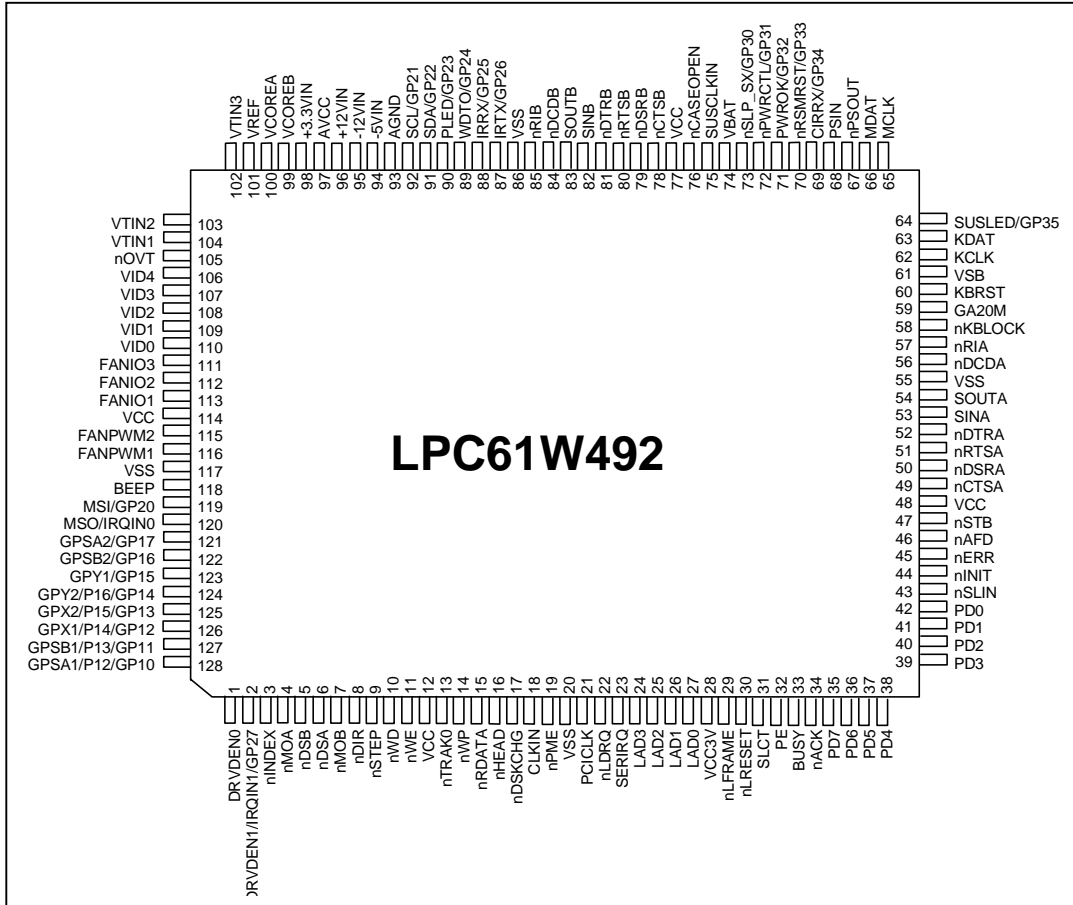 VTIN3 102
VREF 101
VCOREA 100
VCOREB 99
+3.3VIN 98
AVCC 97
+12VIN 96
-12VIN 95
-5VIN 94
AGND 93
SCL/GP21 92
SDA/GP22 91
PLED/GP23 90
WDTO/GP24 89
IRRX/GP25 88
IRTX/GP26 87
VSS 86
nRIB 85
nDCDB 84
SOUTB 83
SINB 82
nDTRB 81
nRTSB 80
nDSRB 79
nCTSB 78
VCC 77
nCASEOPEN 76
SUSCLKIN 75
VBAT 74
nSLP_SX/GP30 73
nPWRCTL/GP31 72
PWROK/GP32 71
nRSMRST/GP33 70
CIRRX/GP34 69
PSIN 68
nPSOUT 67
MDAT 66
MCLK 65
VTIN2 103
VTIN1 104
nOVT 105
VID4 106
VID3 107
VID2 108
VID1 109
VID0 110
FANIO3 111
FANIO2 112
FANIO1 113
VCC 114
FANPWM2 115
FANPWM1 116
VSS 117
BEEP 118
MSI/GP20 119
MSO/IRQIN0 120
GPSA2/GP17 121
GPSB2/GP16 122
GPY1/GP15 123
GPY2/P16/GP14 124
GPX2/P15/GP13 125
GPX1/P14/GP12 126
GPSB1/P13/GP11 127
GPSA1/P12/GP10 128
LPC61W492
64 SUSLED/GP35
63 KDAT
62 KCLK
61 VSB
60 KBRST
59 GA20M
58 nKBLOCK
57 nRIA
56 nDCDA
55 VSS
54 SOUTA
53 SINA
52 nDTRA
51 nRTSA
50 nDSRA
49 nCTSA
48 VCC
47 nSTB
46 nAFD
45 nERR
44 nINIT
43 nSLIN
42 PD0
41 PD1
40 PD2
39 PD3
DRVDEN0 1
DRVDEN1/IRQIN1/GP27 2
nINDEX 3
nMOA 4
nDSB 5
nDSA 6
nMOB 7
nDIR 8
nSTEP 9
nWD 10
nWE 11
VCC 12
nTRAK0 13
nWP 14
nRDATA 15
nHEAD 16
nDSKCHG 17
CLKIN 18
nPME 19
VSS 20
PCICLK 21
nLDRQ 22
SERIRQ 23
LAD3 24
LAD2 25
LAD1 26
LAD0 27
VCC3V 28
nLFRAME 29
nLRESET 30
SLCT 31
PE 32
BUSY 33
nACK 34
PD7 35
PD6 36
PD5 37
PD4 38